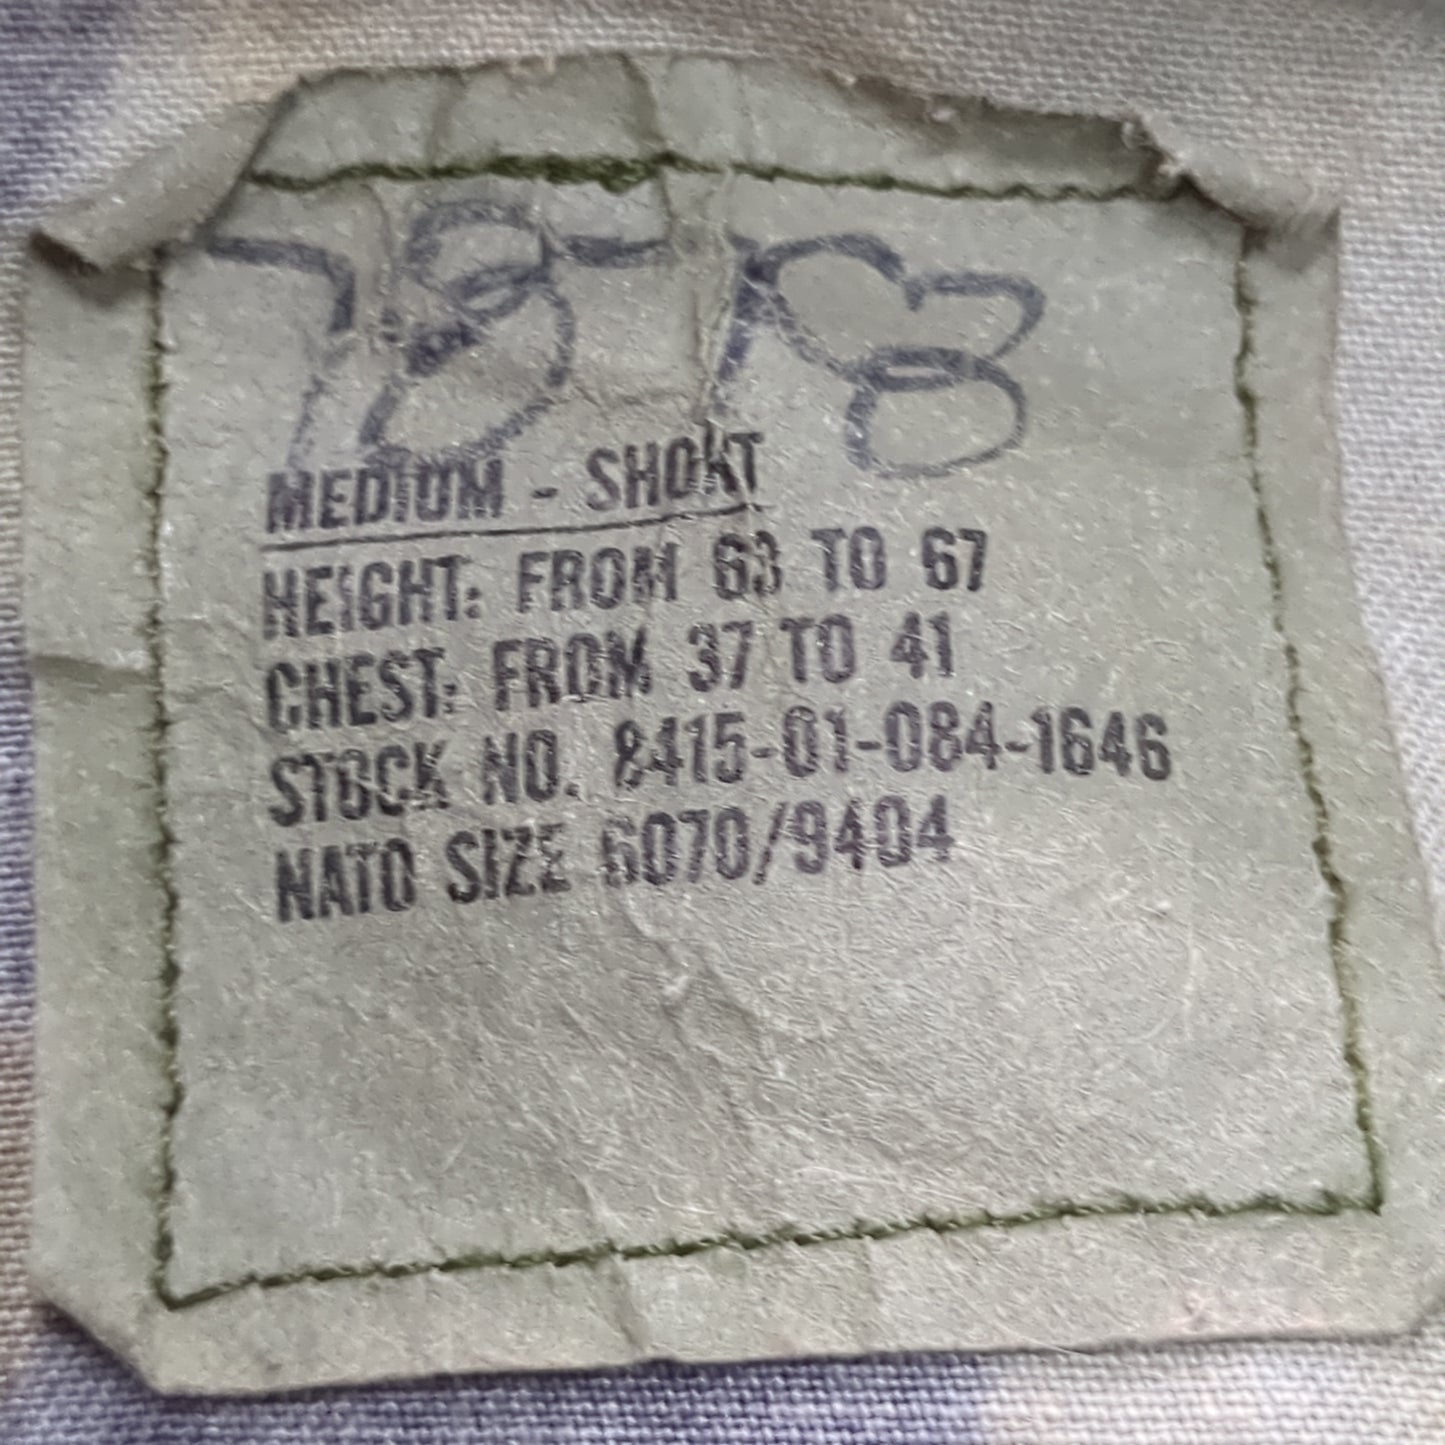 MEDIUM - SHORT
HEIGHT: FROM 63 TO 67
CHEST: FROM 37 TO 41
STOCK NO. 8415-01-084-1646
NATO SIZE 6070/9404